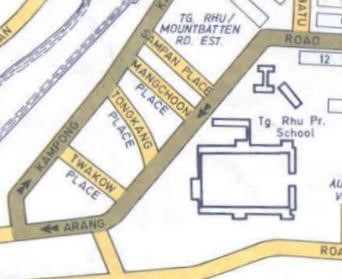 TG. RHU/
MOUNTBATTEN
RD. EST.
BATU
ROAD
12
SAMPAN PLACE
MANGCHOON
PLACE
TONGKANG
PLACE
Tg. Rhu Pr.
School
KAMPONG
TWAKOW
PLACE
ARANG